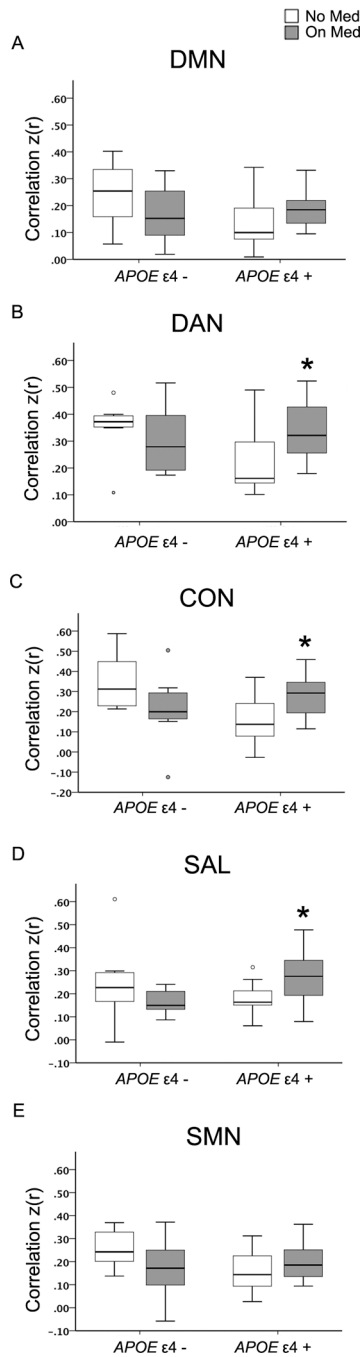 No Med
On Med
A
DMN
Correlation z(r)
.60
.50
.40
.30
.20
.10
.00
APOE ε4 -
APOE ε4 +
B
DAN
Correlation z(r)
.60
.50
.40
.30
.20
.10
.00
*
APOE ε4 -
APOE ε4 +
C
CON
Correlation z(r)
.60
.50
.40
.30
.20
.10
.00
-.10
-.20
*
APOE ε4 -
APOE ε4 +
D
SAL
Correlation z(r)
.60
.50
.40
.30
.20
.10
.00
-.10
*
APOE ε4 -
APOE ε4 +
E
SMN
Correlation z(r)
.60
.50
.40
.30
.20
.10
.00
-.10
APOE ε4 -
APOE ε4 +